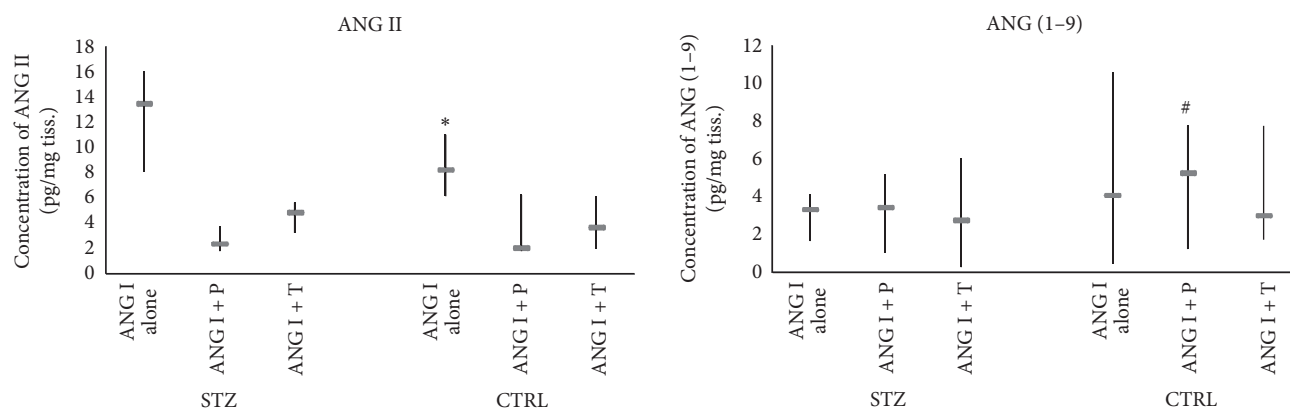 ANG II
Concentration of ANG II
(pg/mg tiss.)
18
16
14
12
10
8
6
4
2
0
*
ANG I
alone
ANG I + P
ANG I + T
ANG I
alone
ANG I + P
ANG I + T
STZ
CTRL
ANG (1–9)
Concentration of ANG (1–9)
(pg/mg tiss.)
12
10
8
6
4
2
0
#
ANG I
alone
ANG I + P
ANG I + T
ANG I
alone
ANG I + P
ANG I + T
STZ
CTRL